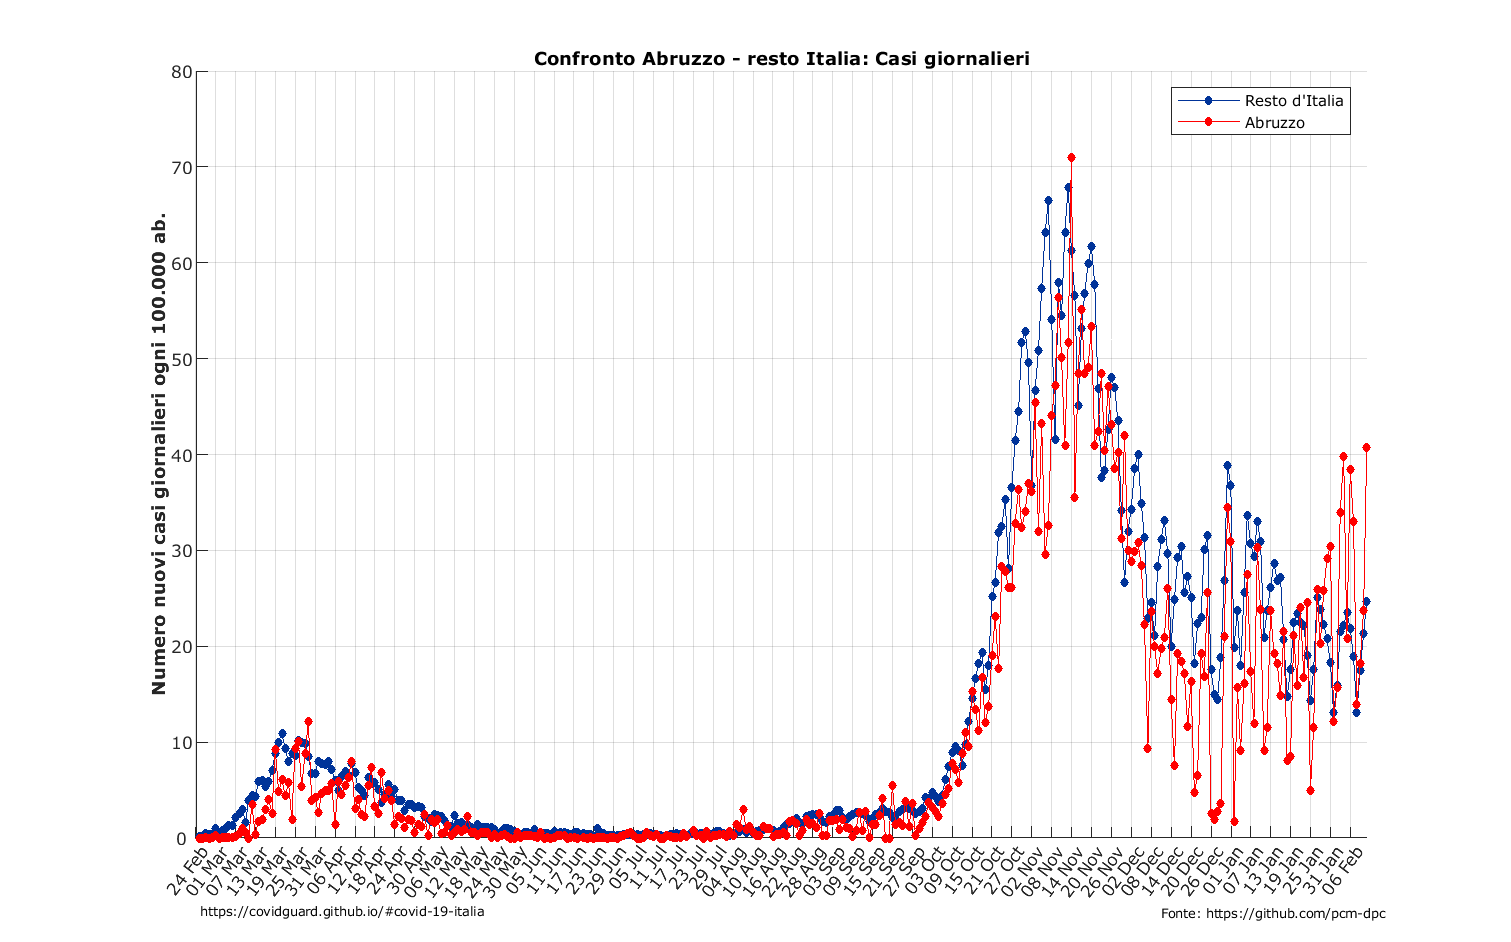 Confronto Abruzzo - resto Italia: Casi giornalieri
Resto d'Italia
Abruzzo
Numero nuovi casi giornalieri ogni 100.000 ab.
80
70
60
50
40
30
20
10
0
24 Feb
01 Mar
07 Mar
13 Mar
19 Mar
25 Mar
31 Mar
06 Apr
12 Apr
18 Apr
24 Apr
30 Apr
06 May
12 May
18 May
24 May
30 May
05 Jun
11 Jun
17 Jun
23 Jun
29 Jun
05 Jul
11 Jul
17 Jul
23 Jul
29 Jul
04 Aug
10 Aug
16 Aug
22 Aug
28 Aug
03 Sep
09 Sep
15 Sep
21 Sep
27 Sep
03 Oct
09 Oct
15 Oct
21 Oct
27 Oct
02 Nov
08 Nov
14 Nov
20 Nov
26 Nov
02 Dec
08 Dec
14 Dec
20 Dec
26 Dec
01 Jan
07 Jan
13 Jan
19 Jan
25 Jan
31 Jan
06 Feb
https://covidguard.github.io/#covid-19-italia
Fonte: https://github.com/pcm-dpc